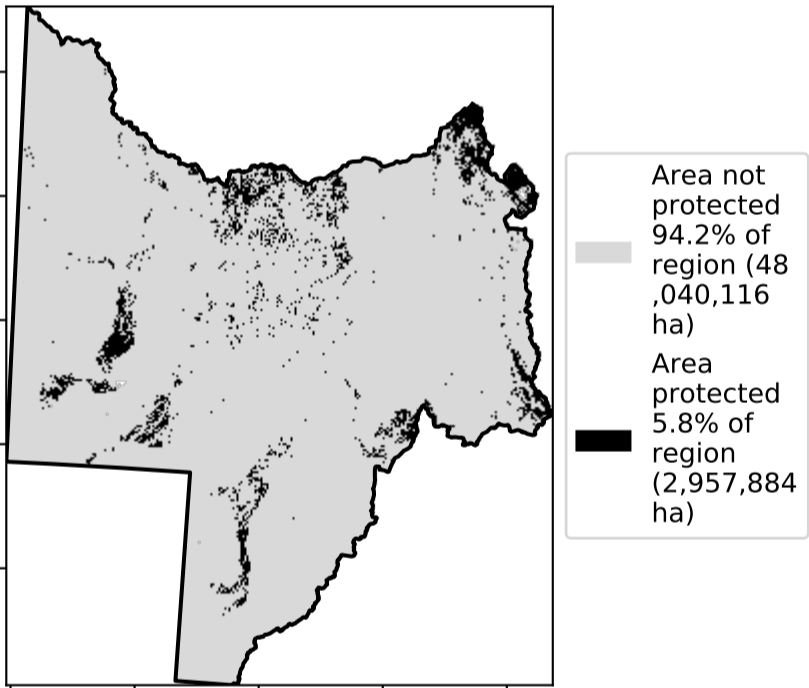 Area not
protected
94.2% of
region (48
,040,116
ha)
Area
protected
5.8% of
region
(2,957,884
ha)